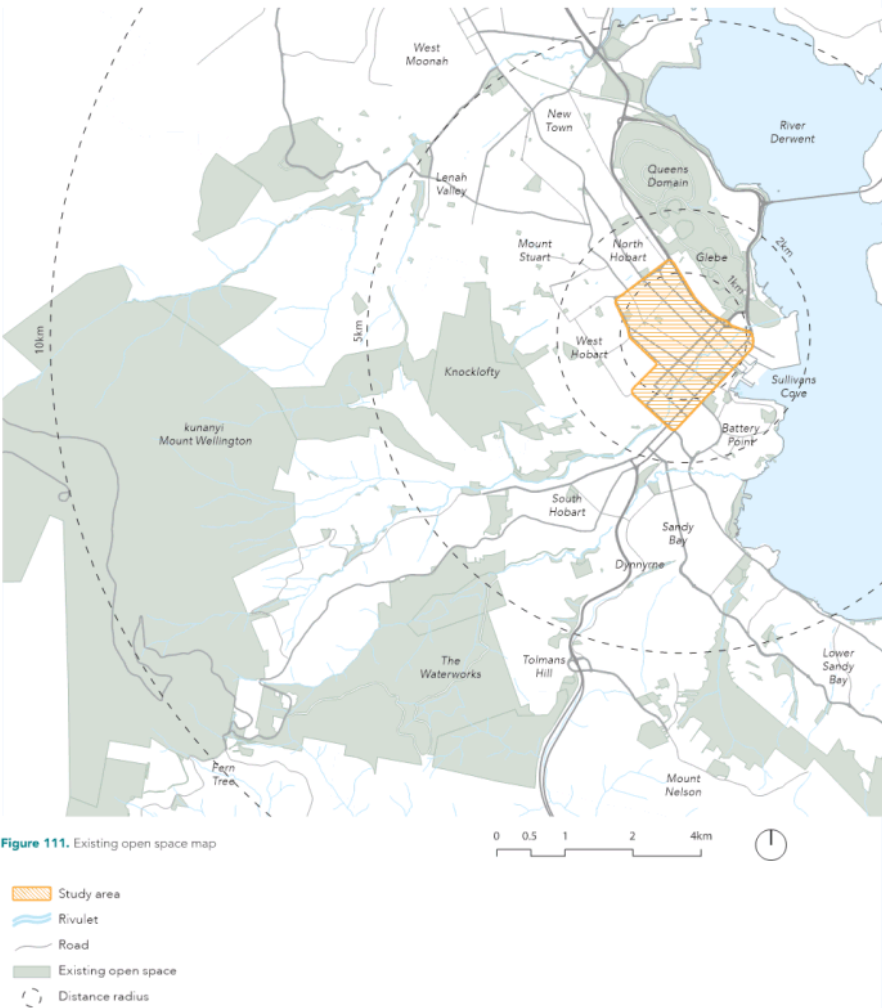 West
Moonah
New
Town
River
Derwent
Queens
Domain
Lenah
Valley
Mount
Stuart
North
Hobart
Glebe
2km
1km
10km
5km
West
Hobart
Knocklofty
Sullivans
Cove
kunanyi
Mount Wellington
Battery
Point
South
Hobart
Sandy
Bay
Dynnyrne
The
Waterworks
Tolmans
Hill
Lower
Sandy
Bay
Fern
Tree
Mount
Nelson
Figure 111. Existing open space map
0 0.5 1 2 4km
Study area
Rivulet
Road
Existing open space
Distance radius